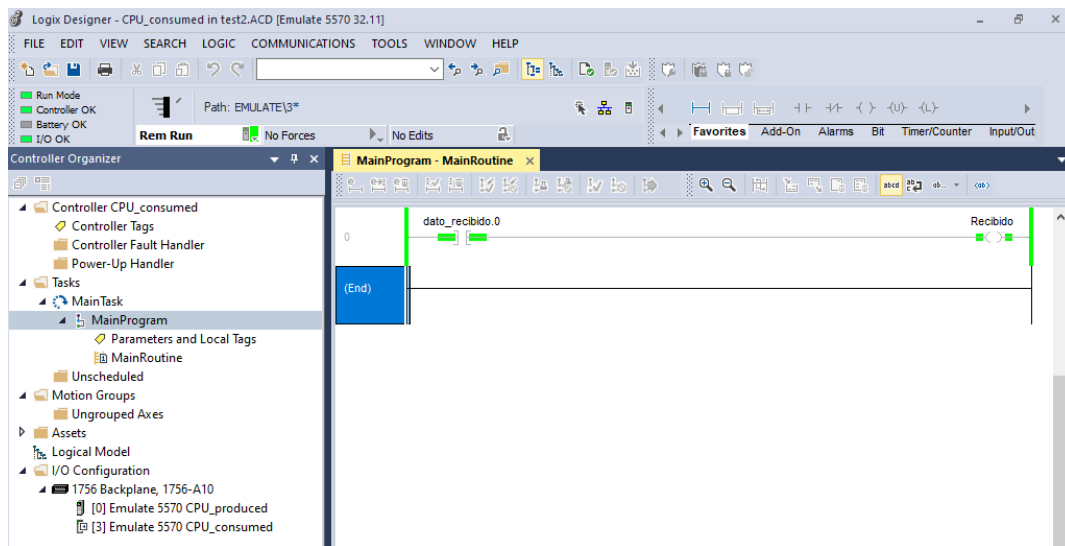 Logix Designer - CPU_consumed in test2.ACD [Emulate 5570 32.11]
FILE EDIT VIEW SEARCH LOGIC COMMUNICATIONS TOOLS WINDOW HELP
Run Mode
Controller OK
Battery OK
I/O OK
Path: EMULATE\3*
Rem Run
No Forces
No Edits
Favorites Add-On Alarms Bit Timer/Counter Input/Out
Controller Organizer
MainProgram - MainRoutine
Controller CPU_consumed
Controller Tags
Controller Fault Handler
Power-Up Handler
Tasks
MainTask
MainProgram
Parameters and Local Tags
MainRoutine
Unscheduled
Motion Groups
Ungrouped Axes
Assets
Logical Model
I/O Configuration
1756 Backplane, 1756-A10
[0] Emulate 5570 CPU_produced
[3] Emulate 5570 CPU_consumed
abcd ab... <ab>
dato_recibido.0 Recibido
0
(End)